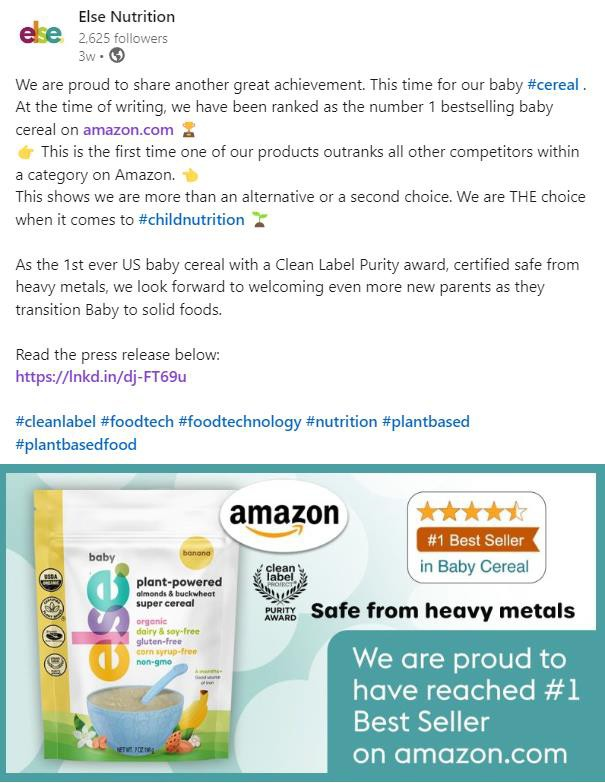 else.
Else Nutrition
2,625 followers
3w •
We are proud to share another great achievement. This time for our baby #cereal .
At the time of writing, we have been ranked as the number 1 bestselling baby
cereal on amazon.com 🏆
👉 This is the first time one of our products outranks all other competitors within
a category on Amazon. 👈
This shows we are more than an alternative or a second choice. We are THE choice
when it comes to #childnutrition 🌱
As the 1st ever US baby cereal with a Clean Label Purity award, certified safe from
heavy metals, we look forward to welcoming even more new parents as they
transition Baby to solid foods.
Read the press release below:
https://lnkd.in/dj-FT69u
#cleanlabel #foodtech #foodtechnology #nutrition #plantbased
#plantbasedfood
baby
banana
else.
plant-powered
almonds & buckwheat
super cereal
organic
dairy & soy-free
gluten-free
corn syrup-free
non-gmo
6 months+
Good source
of iron
USDA
ORGANIC
NET WT. 7 OZ (198 g)
amazon
#1 Best Seller
in Baby Cereal
clean
label
PROJECT
PURITY
AWARD
Safe from heavy metals
We are proud to
have reached #1
Best Seller
on amazon.com